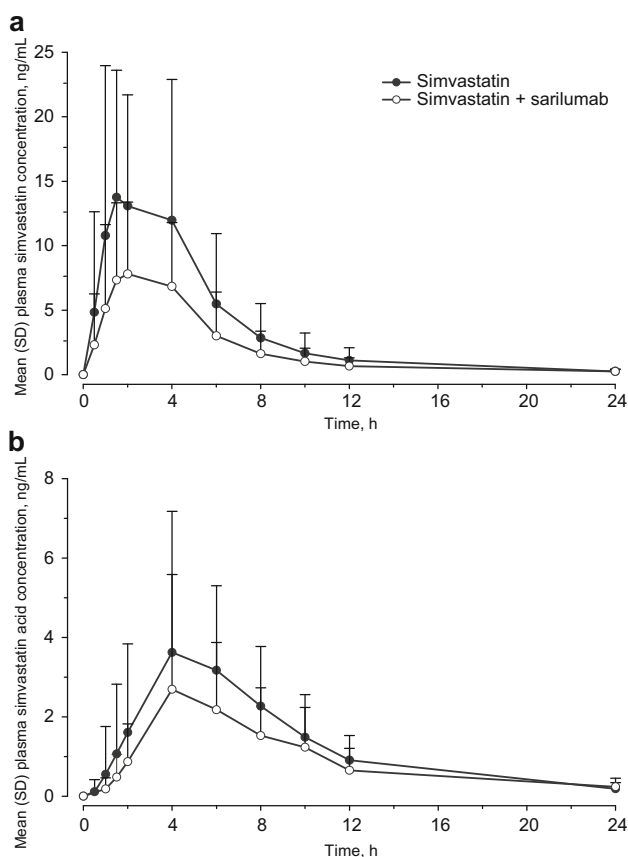 a
Mean (SD) plasma simvastatin concentration, ng/mL
25
20
15
10
5
0
Simvastatin
Simvastatin + sarilumab
0 4 8 12 16 20 24
Time, h
b
Mean (SD) plasma simvastatin acid concentration, ng/mL
8
6
4
2
0
0 4 8 12 16 20 24
Time, h